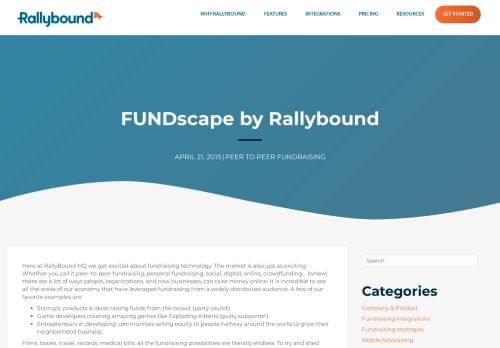 Rallybound
WHY RALLYBOUND
FEATURES
INTEGRATIONS
PRICING
RESOURCES
GET STARTED
FUNDscape by Rallybound
APRIL 21, 2015 | PEER TO PEER FUNDRAISING
Here at RallyBound HQ we get excited about fundraising technology. The market is also just as exciting.
Whether you call it peer-to-peer fundraising, personal fundraising, social, digital, online, crowdfunding… (whew)
there are a lot of ways people, organizations, and now businesses, can raise money online. It is incredible to see
all the areas of our economy that have leveraged fundraising from a widely distributed audience. A few of our
favorite examples are:
Startups, products & ideas raising funds from the crowd. (party round!)
Game developers creating amazing games like Exploding Kittens (guilty supporter!)
Entrepreneurs in developing communities selling equity to people halfway around the world to grow their
neighborhood business.
Films, books, travel, records, medical bills: all the fundraising possibilities are literally endless. To try and shed
Search
Categories
Company & Product
Fundraising integrations
Fundraising strategies
Mobile fundraising